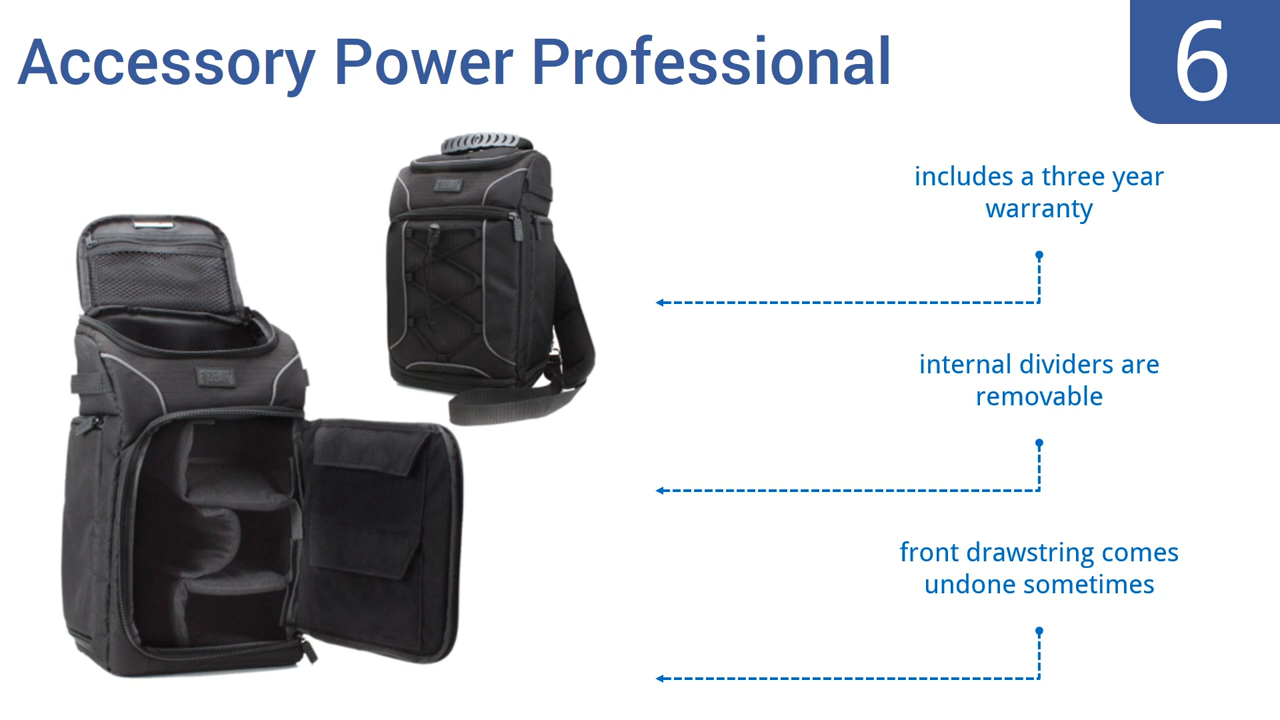 Accessory Power Professional
6
includes a three year
warranty
internal dividers are
removable
front drawstring comes
undone sometimes